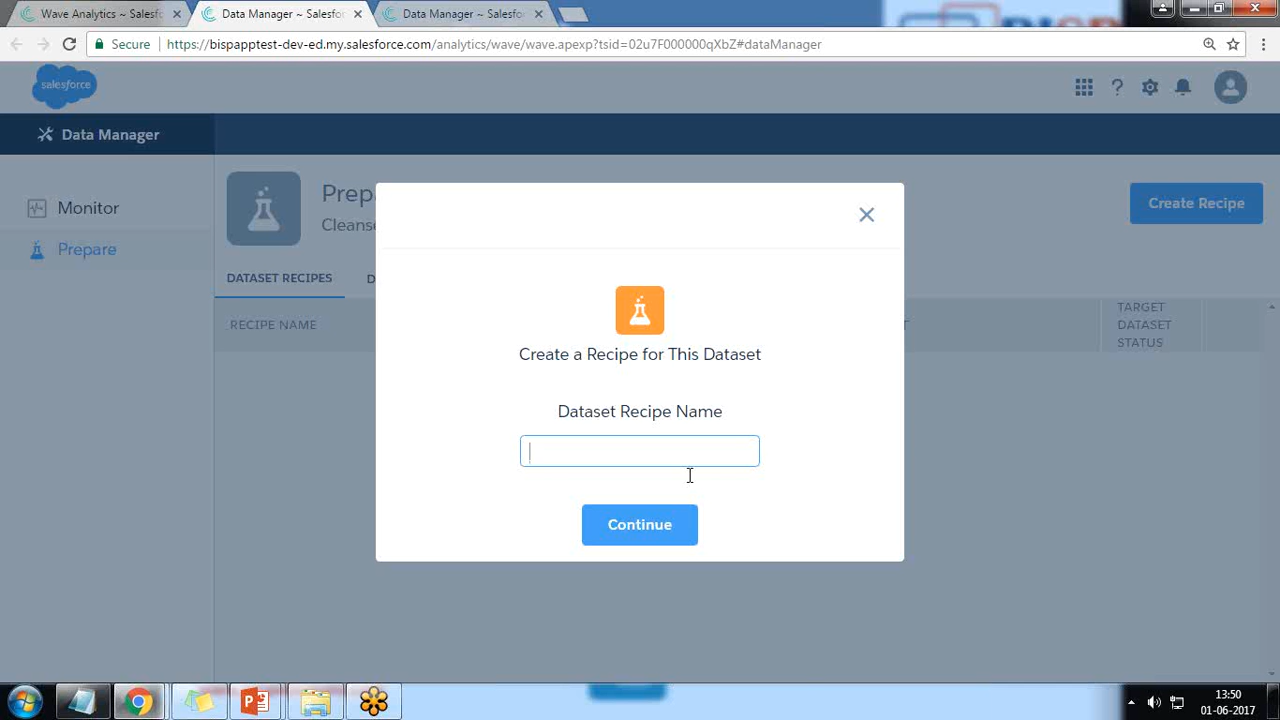 Wave Analytics ~ Salesfo
Data Manager ~ Salesfor
Data Manager ~ Salesfo
Secure
https://bispapptest-dev-ed.my.salesforce.com/analytics/wave/wave.apexp?tsid=02u7F000000qXbZ#dataManager
salesforce
Data Manager
Monitor
Prepare
Prep
Cleanse
Create Recipe
DATASET RECIPES
D
RECIPE NAME
T
TARGET
DATASET
STATUS
Create a Recipe for This Dataset
Dataset Recipe Name
Continue
13:50
01-06-2017